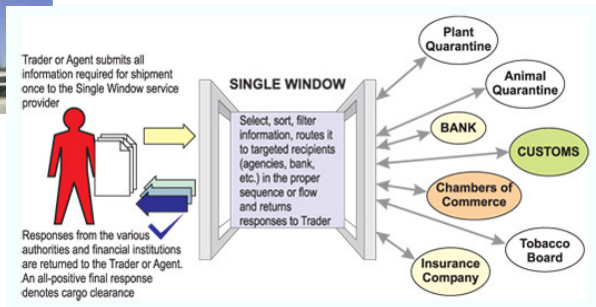 Trader or Agent submits all
information required for shipment
once to the Single Window service
provider
SINGLE WINDOW
Select, sort, filter
information, routes it
to targeted recipients
(agencies, bank,
etc.) in the proper
sequence or flow
and returns
responses to Trader
Responses from the various
authorities and financial institutions
are returned to the Trader or Agent.
An all-positive final response
denotes cargo clearance
Plant
Quarantine
Animal
Quarantine
BANK
CUSTOMS
Chambers of
Commerce
Tobacco
Board
Insurance
Company